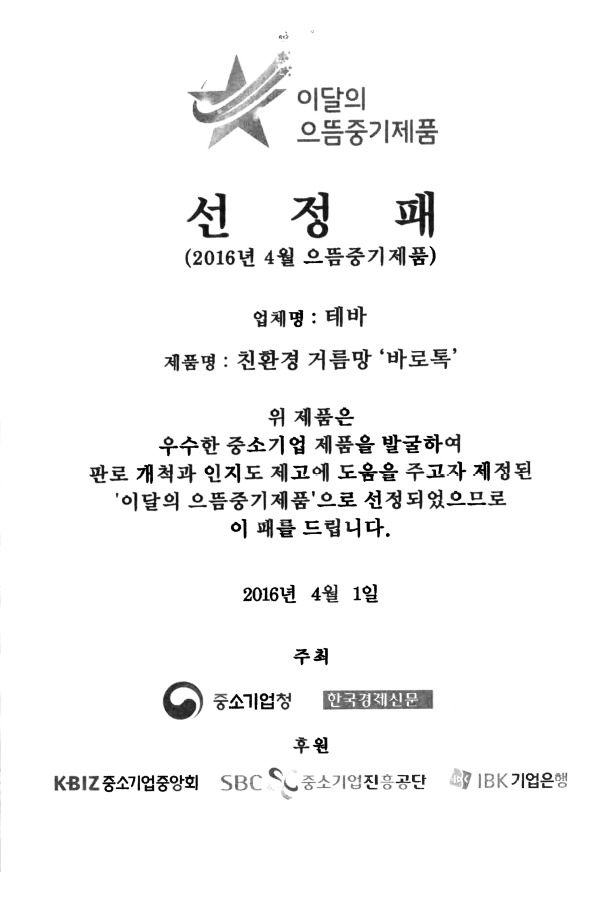 이달의
으뜸중기제품
선 정 패
(2016년 4월 으뜸중기제품)
업체명 : 테바
제품명 : 친환경 거름망 ‘바로톡’
위 제품은
우수한 중소기업 제품을 발굴하여
판로 개척과 인지도 제고에 도움을 주고자 제정된
'이달의 으뜸중기제품'으로 선정되었으므로
이 패를 드립니다.
2016년 4월 1일
주최
중소기업청 한국경제신문
후원
K-BIZ 중소기업중앙회 SBC 중소기업진흥공단 IBK 기업은행